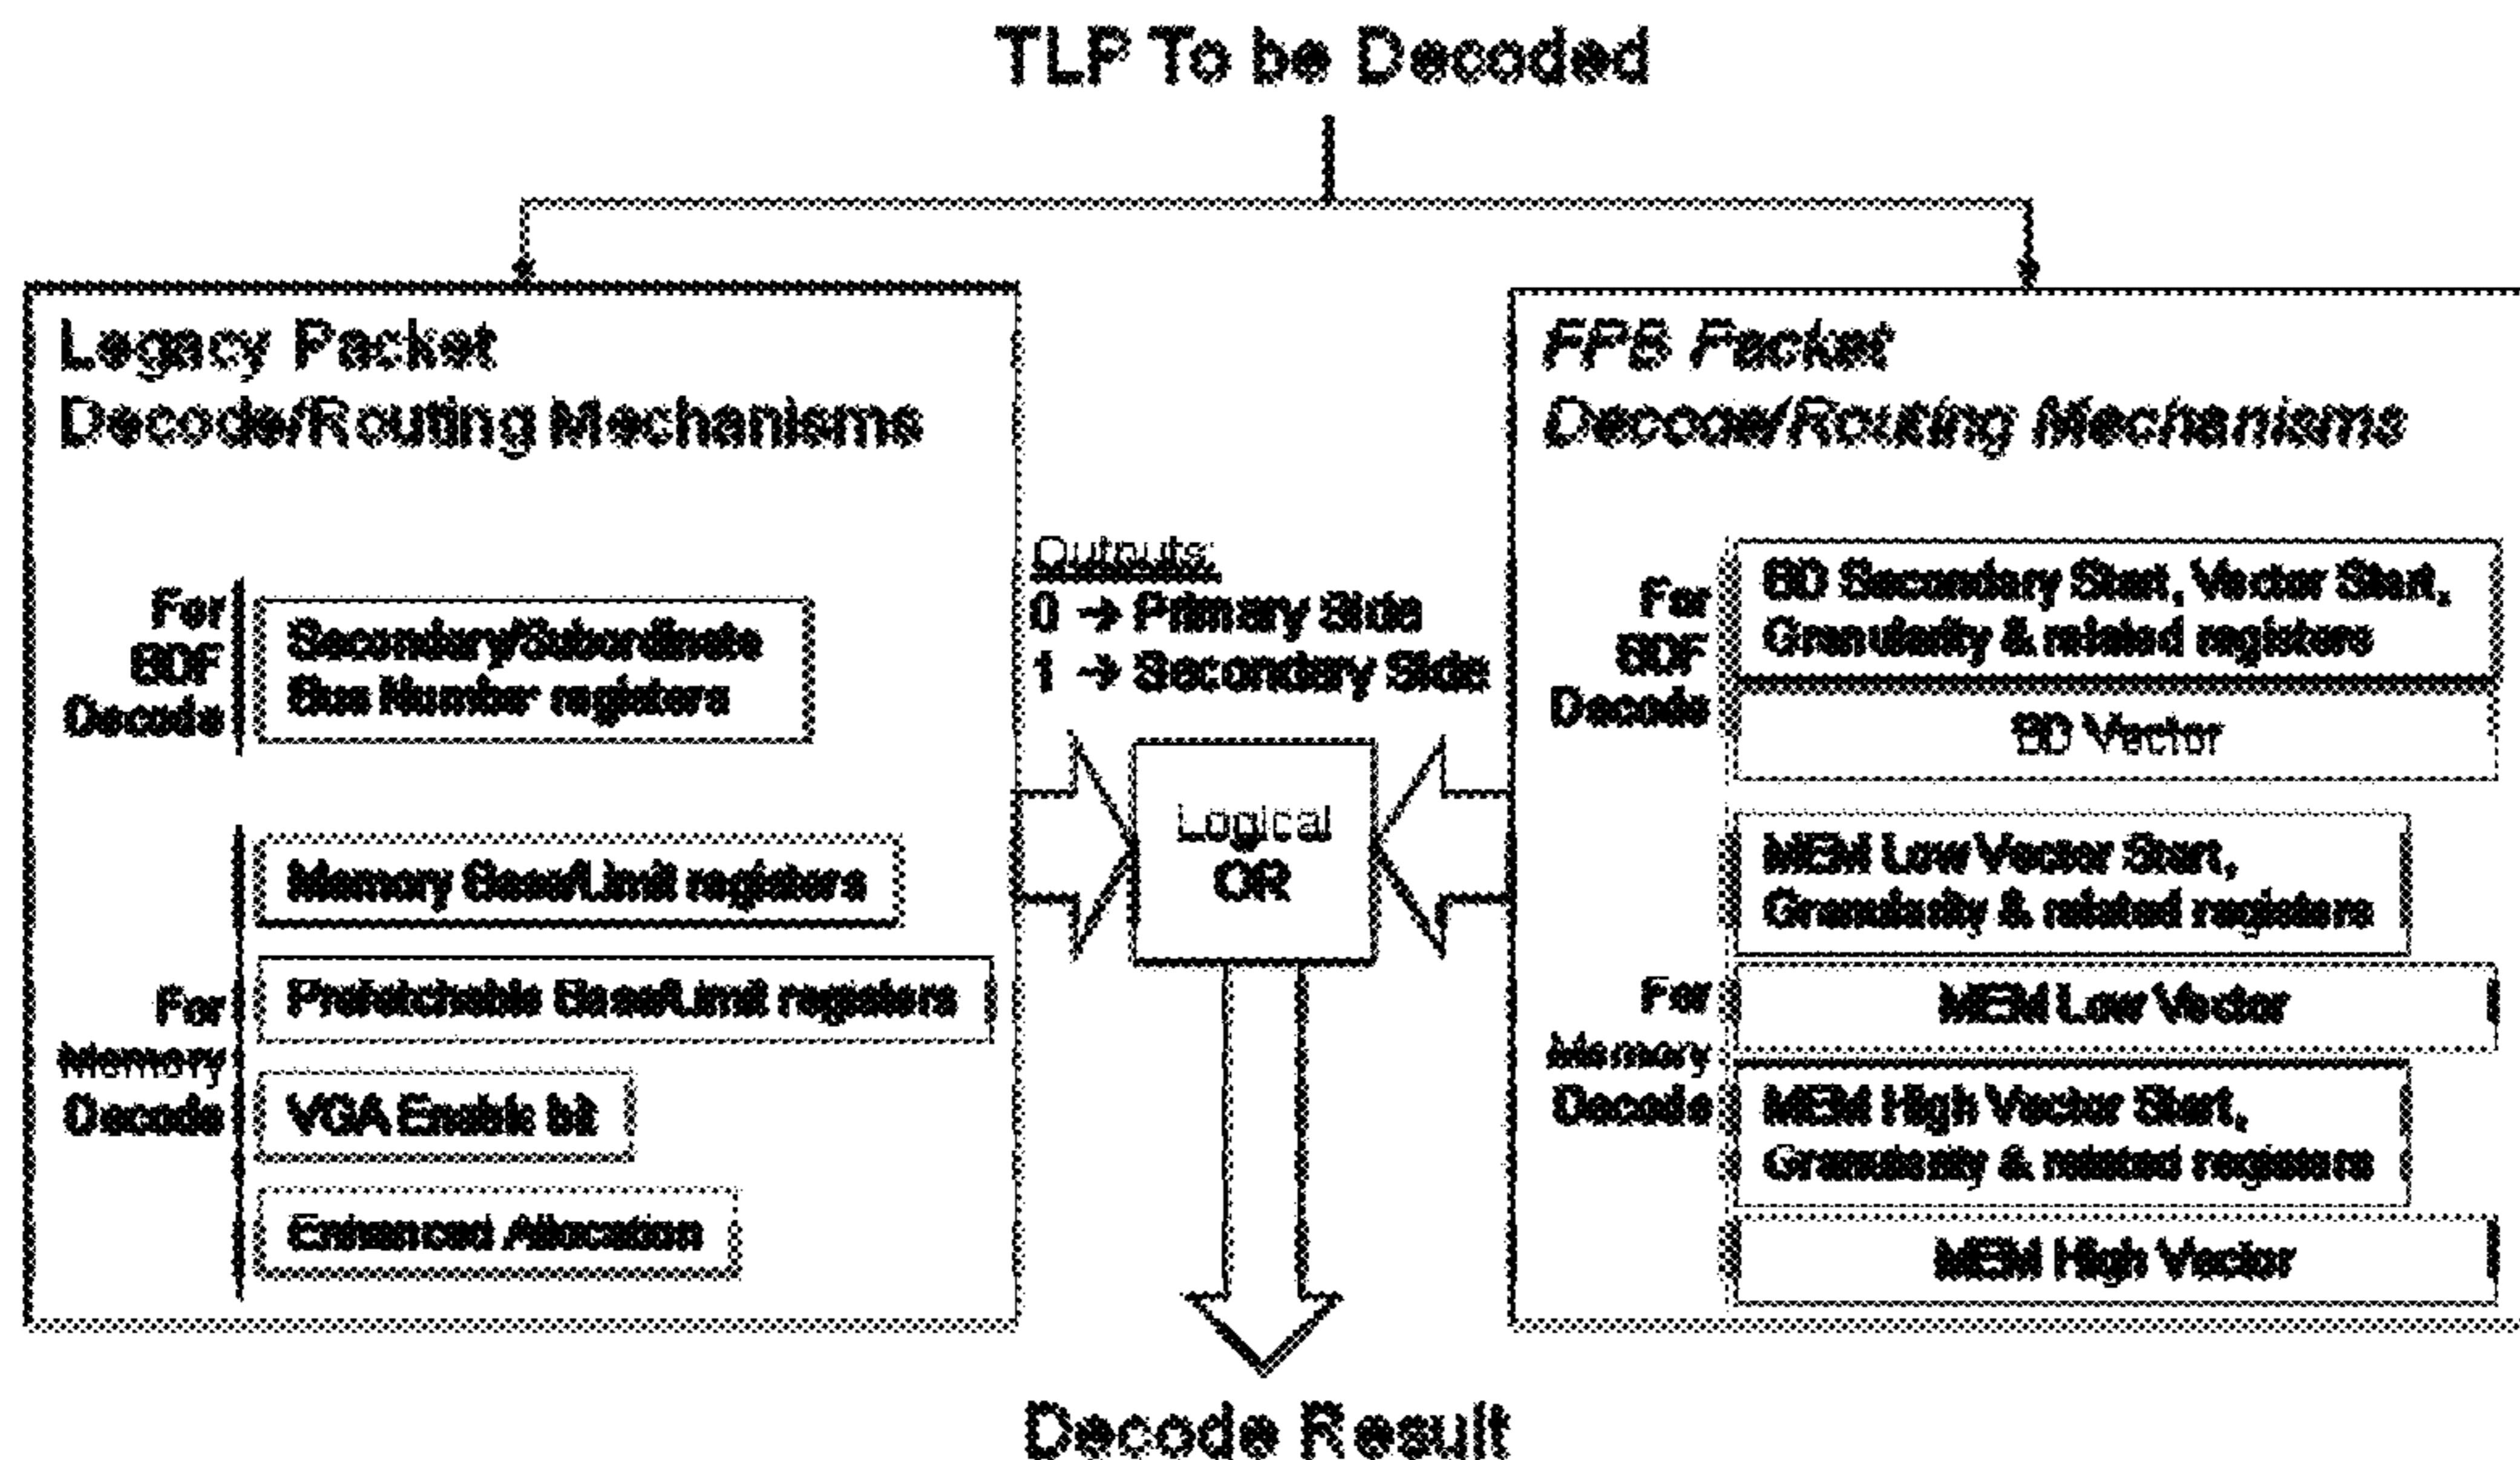 TLP To be Decoded
Legacy Packet
Decode/Routing Mechanisms
For
BDF
Decode
Secondary/Subordinate
Bus Number registers
For
Memory
Decode
Memory Base/Limit registers
Prefetchable Base/Limit registers
VGA Enable bit
Enhanced Allocation
Outputs:
0 → Primary Side
1 → Secondary Side
Logical
OR
FPB Packet
Decode/Routing Mechanisms
For
BDF
Decode
BD Secondary Start, Vector Start,
Granularity & related registers
BD Vector
For
Memory
Decode
MEM Low Vector Start,
Granularity & related registers
MEM Low Vector
MEM High Vector Start,
Granularity & related registers
MEM High Vector
Decode Result